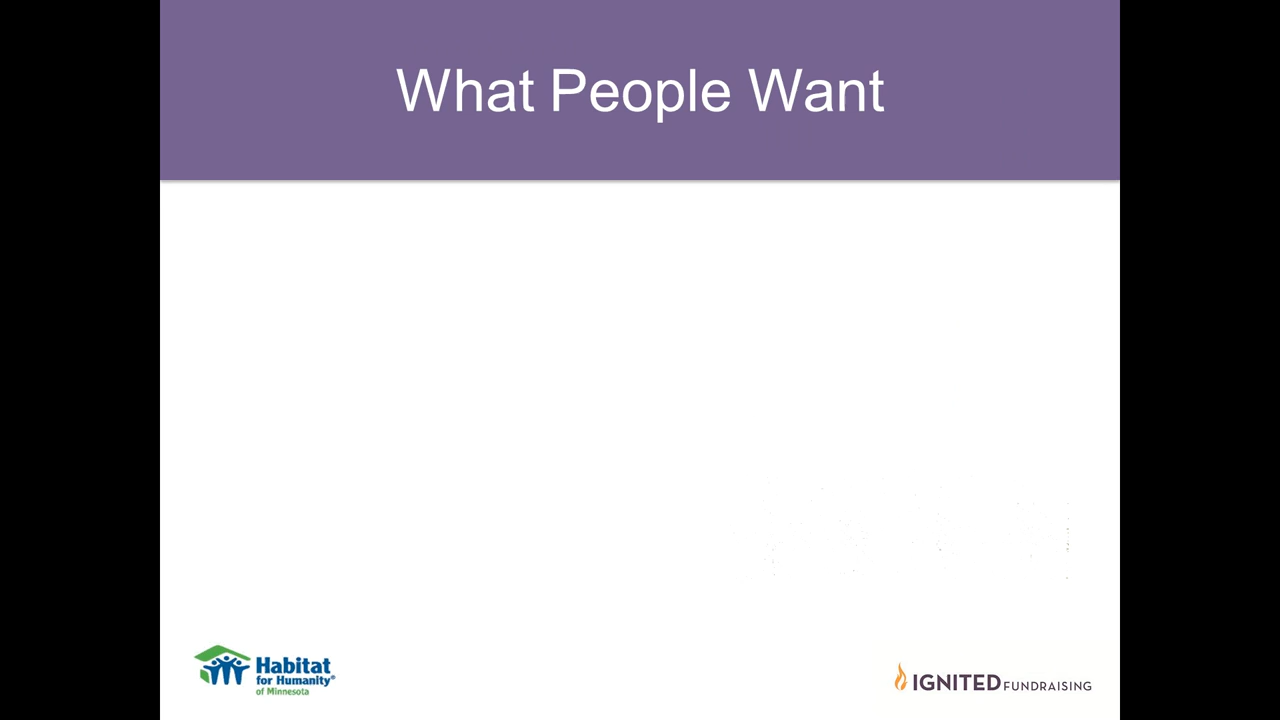 What People Want
Habitat
for Humanity®
of Minnesota
IGNITED FUNDRAISING